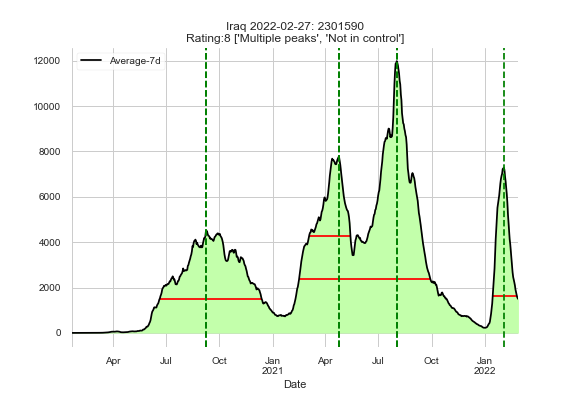 Iraq 2022-02-27: 2301590
Rating:8 ['Multiple peaks', 'Not in control']
Average-7d
12000
10000
8000
6000
4000
2000
0
Apr Jul Oct Jan Apr Jul Oct Jan
2021 2022
Date